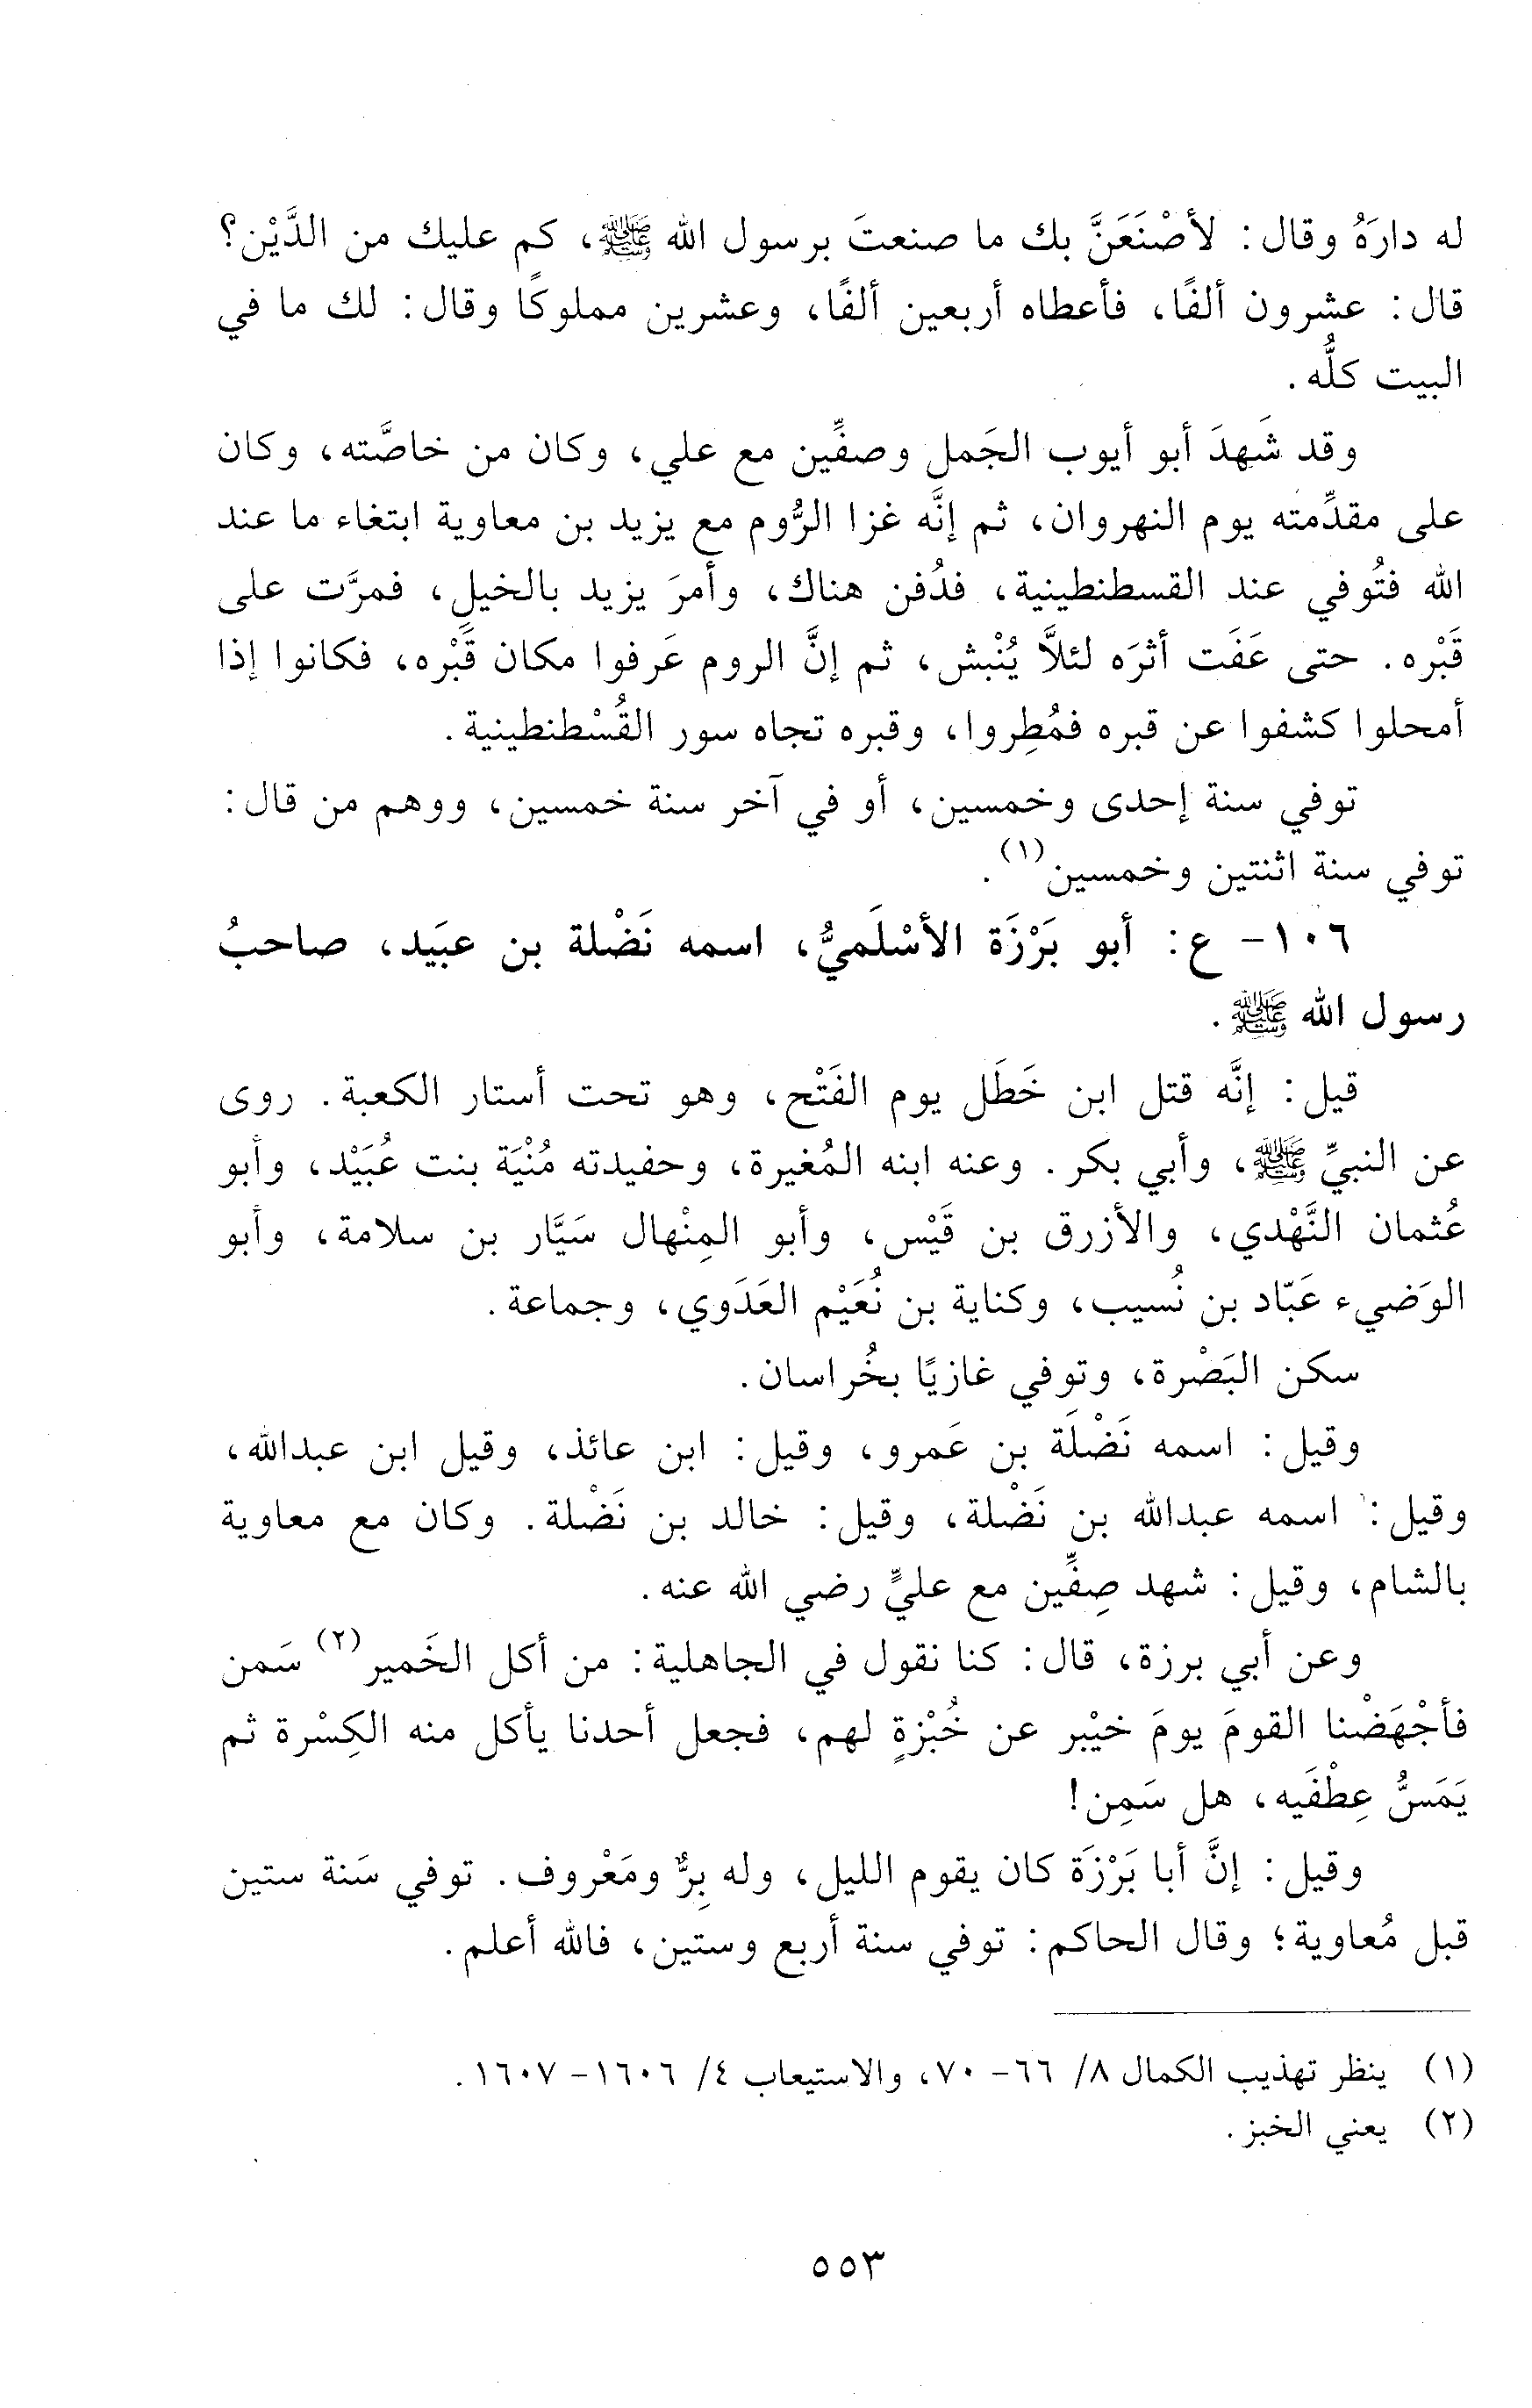 له دارَهُ وقال: لأصْنَعَنَّ بك ما صنعتَ برسول الله ﷺ، كم عليك من الدَّيْن؟
قال: عشرون ألفًا، فأعطاه أربعين ألفًا، وعشرين مملوكًا وقال: لك ما في
البيت كلُّه.
وقد شَهِدَ أبو أيوب الجَمل وصفِّين مع علي، وكان من خاصَّته، وكان
على مقدِّمته يوم النهروان، ثم إنَّه غزا الرُّوم مع يزيد بن معاوية ابتغاء ما عند
الله فتُوفي عند القسطنطينية، فدُفن هناك، وأمرَ يزيد بالخيل، فمرَّت على
قَبْره. حتى عَفَت أثرَه لئلاَّ يُنْبش، ثم إنَّ الروم عَرفوا مكان قَبْره، فكانوا إذا
أمحلوا كشفوا عن قبره فمُطِروا، وقبره تجاه سور القُسْطنطينية.
توفي سنة إحدى وخمسين، أو في آخر سنة خمسين، ووهم من قال:
توفي سنة اثنتين وخمسين(١).
١٠٦- ع: أبو بَرْزَة الأسْلَميُّ، اسمه نَضْلة بن عبَيد، صاحبُ
رسول الله ﷺ.
قيل: إنَّه قتل ابن خَطَل يوم الفَتْح، وهو تحت أستار الكعبة. روى
عن النبيِّ ﷺ، وأبي بكر. وعنه ابنه المُغيرة، وحفيدته مُنْيَة بنت عُبَيْد، وأبو
عُثمان النَّهْدي، والأزرق بن قَيْس، وأبو المِنْهال سَيَّار بن سلامة، وأبو
الوَضيء عَبّاد بن نُسيب، وكناية بن نُعَيْم العَدَوي، وجماعة.
سكن البَصْرة، وتوفي غازيًا بخُراسان.
وقيل: اسمه نَضْلَة بن عَمرو، وقيل: ابن عائذ، وقيل ابن عبدالله،
وقيل: اسمه عبدالله بن نَضْلة، وقيل: خالد بن نَضْلة. وكان مع معاوية
بالشام، وقيل: شهد صِفِّين مع عليٍّ رضي الله عنه.
وعن أبي برزة، قال: كنا نقول في الجاهلية: من أكل الخَمير(٢) سَمن
فأجْهَضْنا القومَ يومَ خيْبر عن خُبْزةٍ لهم، فجعل أحدنا يأكل منه الكِسْرة ثم
يَمَسُّ عِطْفَيه، هل سَمِن!
وقيل: إنَّ أبا بَرْزَة كان يقوم الليل، وله بِرٌّ ومَعْروف. توفي سَنة ستين
قبل مُعاوية؛ وقال الحاكم: توفي سنة أربع وستين، فالله أعلم.
(١) ينظر تهذيب الكمال ٨/ ٦٦- ٧٠، والاستيعاب ٤/ ١٦٠٦- ١٦٠٧.
(٢) يعني الخبز.
٥٥٣